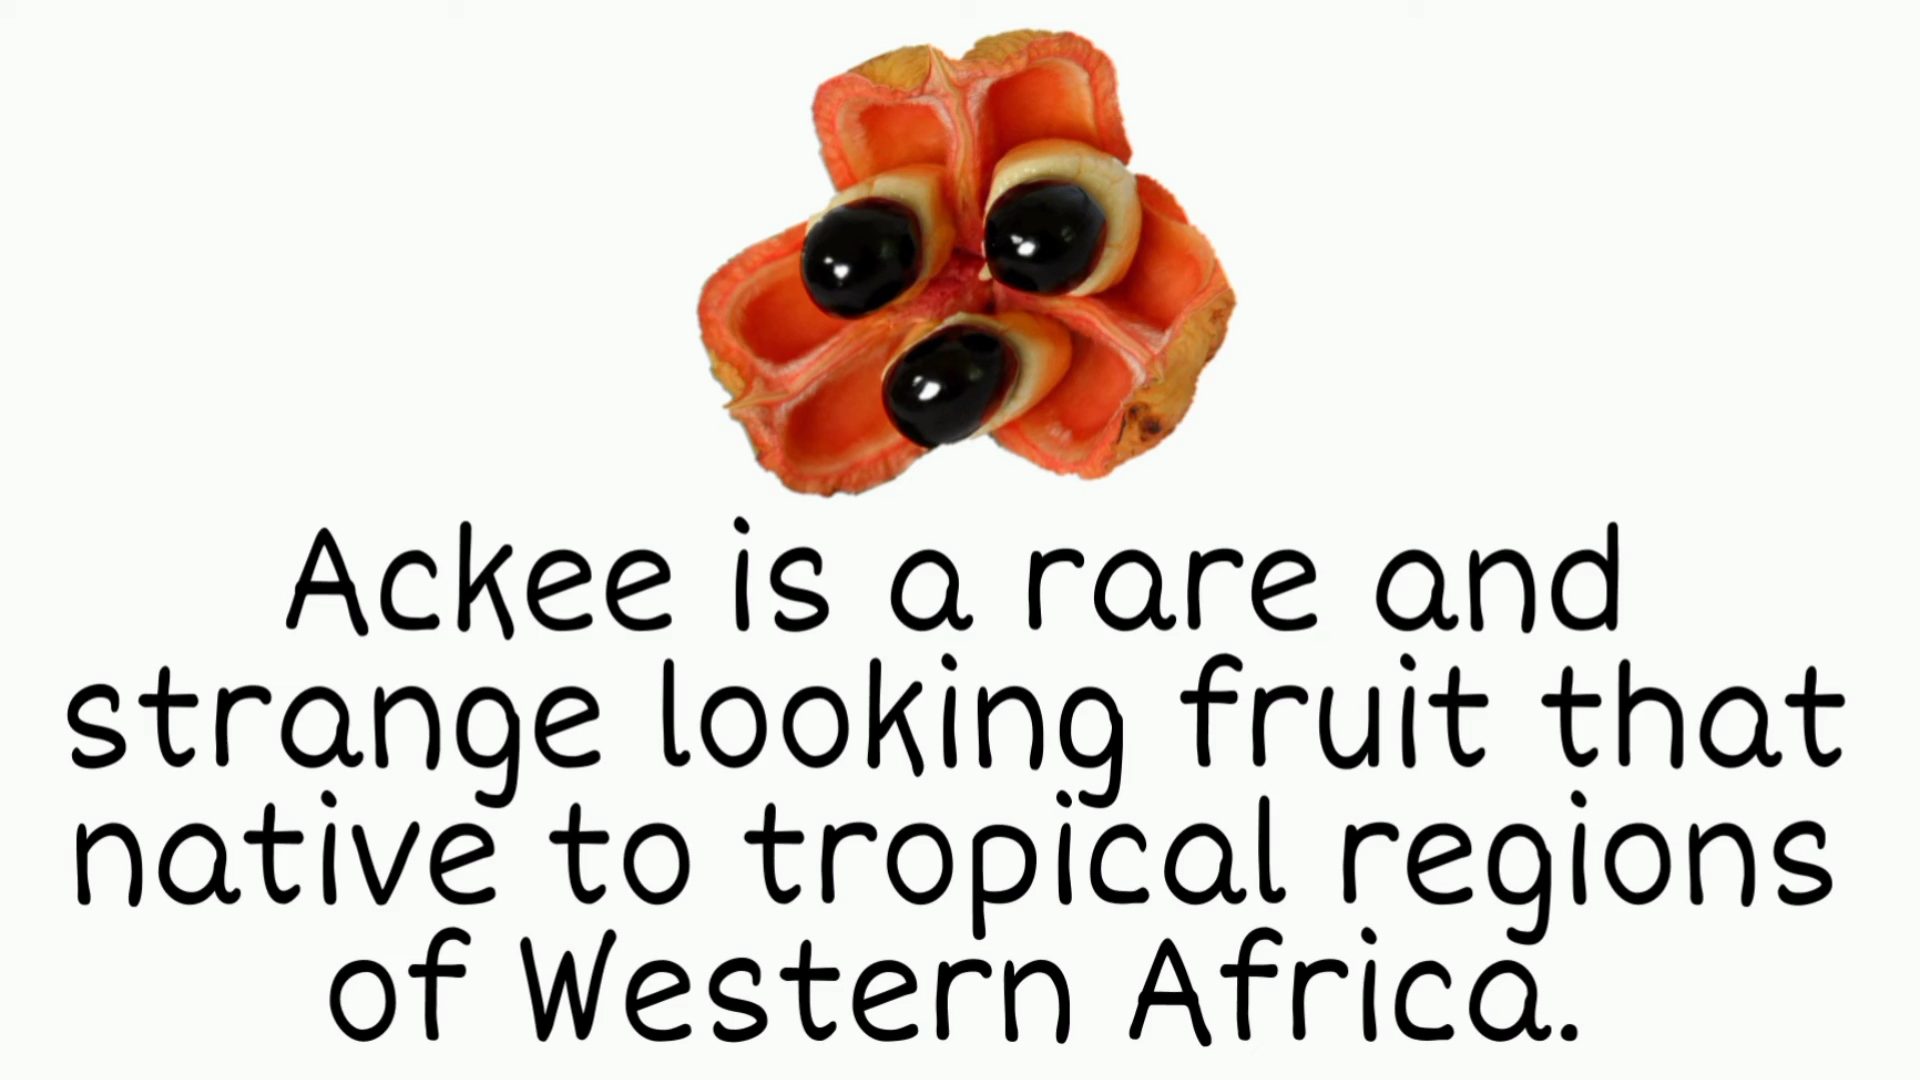 Ackee is a rare and
strange looking fruit that
native to tropical regions
of Western Africa.